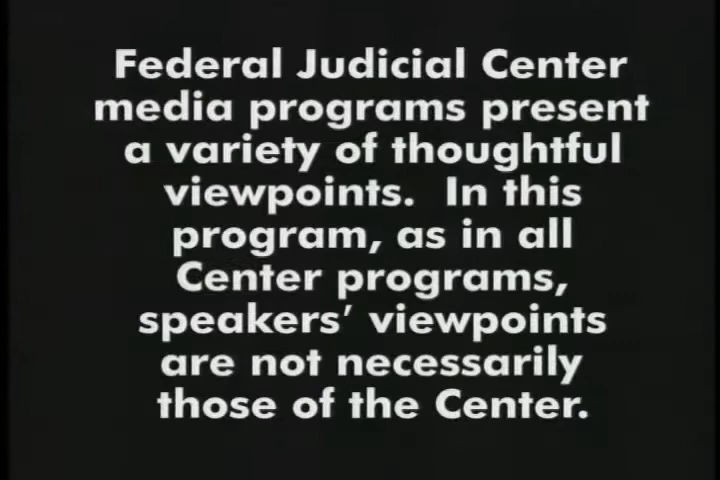 Federal Judicial Center
media programs present
a variety of thoughtful
viewpoints.  In this
program, as in all
Center programs,
speakers’ viewpoints
are not necessarily
those of the Center.